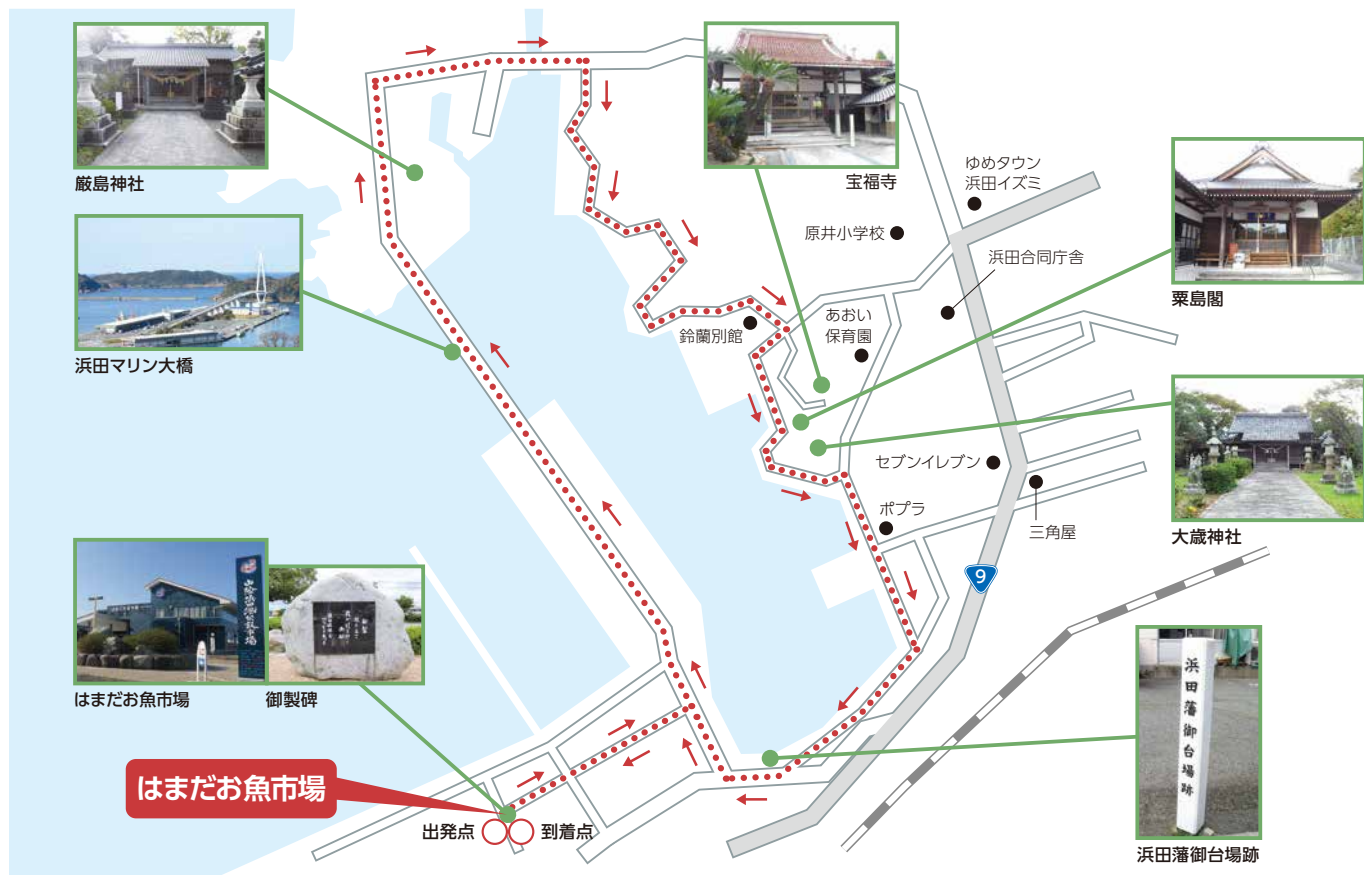 厳島神社
浜田マリン大橋
宝福寺
ゆめタウン
浜田イズミ
原井小学校
浜田合同庁舎
粟島閣
鈴蘭別館
あおい
保育園
セブンイレブン
ポプラ
三角屋
大歳神社
9
はまだお魚市場
御製碑
はまだお魚市場
出発点
到着点
浜田藩御台場跡
浜田藩御台場跡